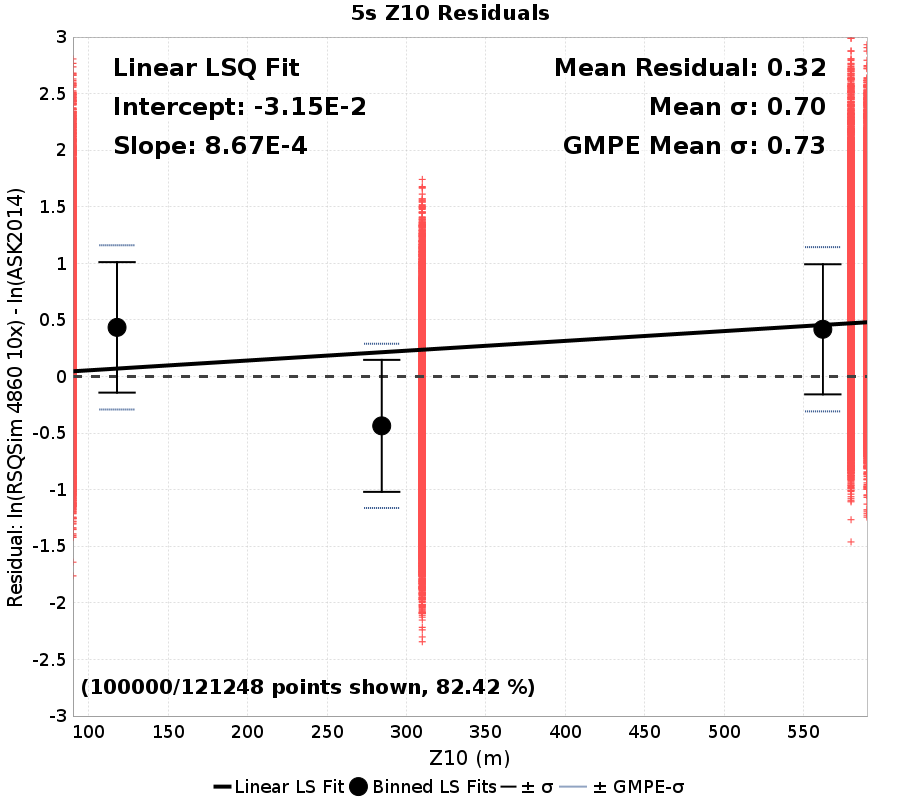 5s Z10 Residuals
Linear LSQ Fit
Intercept: -3.15E-2
Slope: 8.67E-4
Mean Residual: 0.32
Mean σ: 0.70
GMPE Mean σ: 0.73
Residual: ln(RSQSim 4860 10x) - ln(ASK2014)
3
2.5
2
1.5
1
0.5
0
-0.5
-1
-1.5
-2
-2.5
-3
(100000/121248 points shown, 82.42 %)
100 150 200 250 300 350 400 450 500 550
Z10 (m)
Linear LS Fit Binned LS Fits ± σ ± GMPE-σ